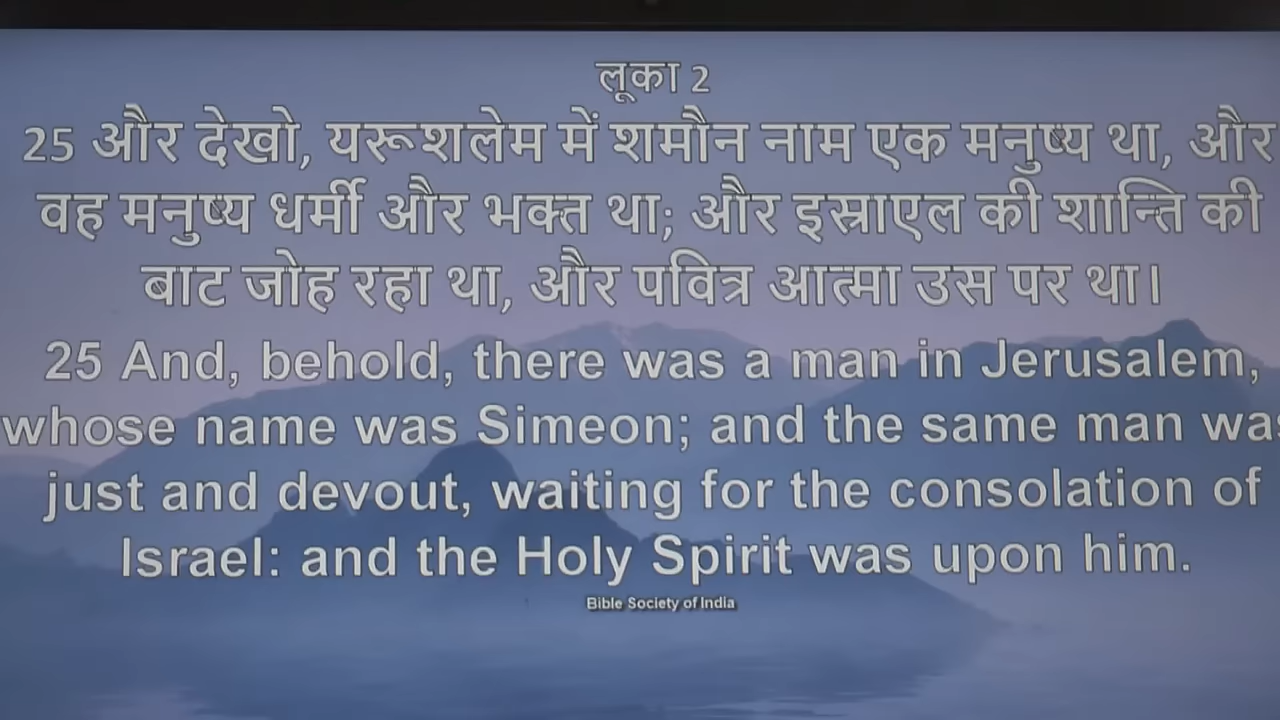 लूका 2
25 और देखो, यरूशलेम में शमौन नाम एक मनुष्य था, और
वह मनुष्य धर्मी और भक्त था; और इस्राएल की शान्ति की
बाट जोह रहा था, और पवित्र आत्मा उस पर था।
25 And, behold, there was a man in Jerusalem,
whose name was Simeon; and the same man was
just and devout, waiting for the consolation of
Israel: and the Holy Spirit was upon him.
Bible Society of India